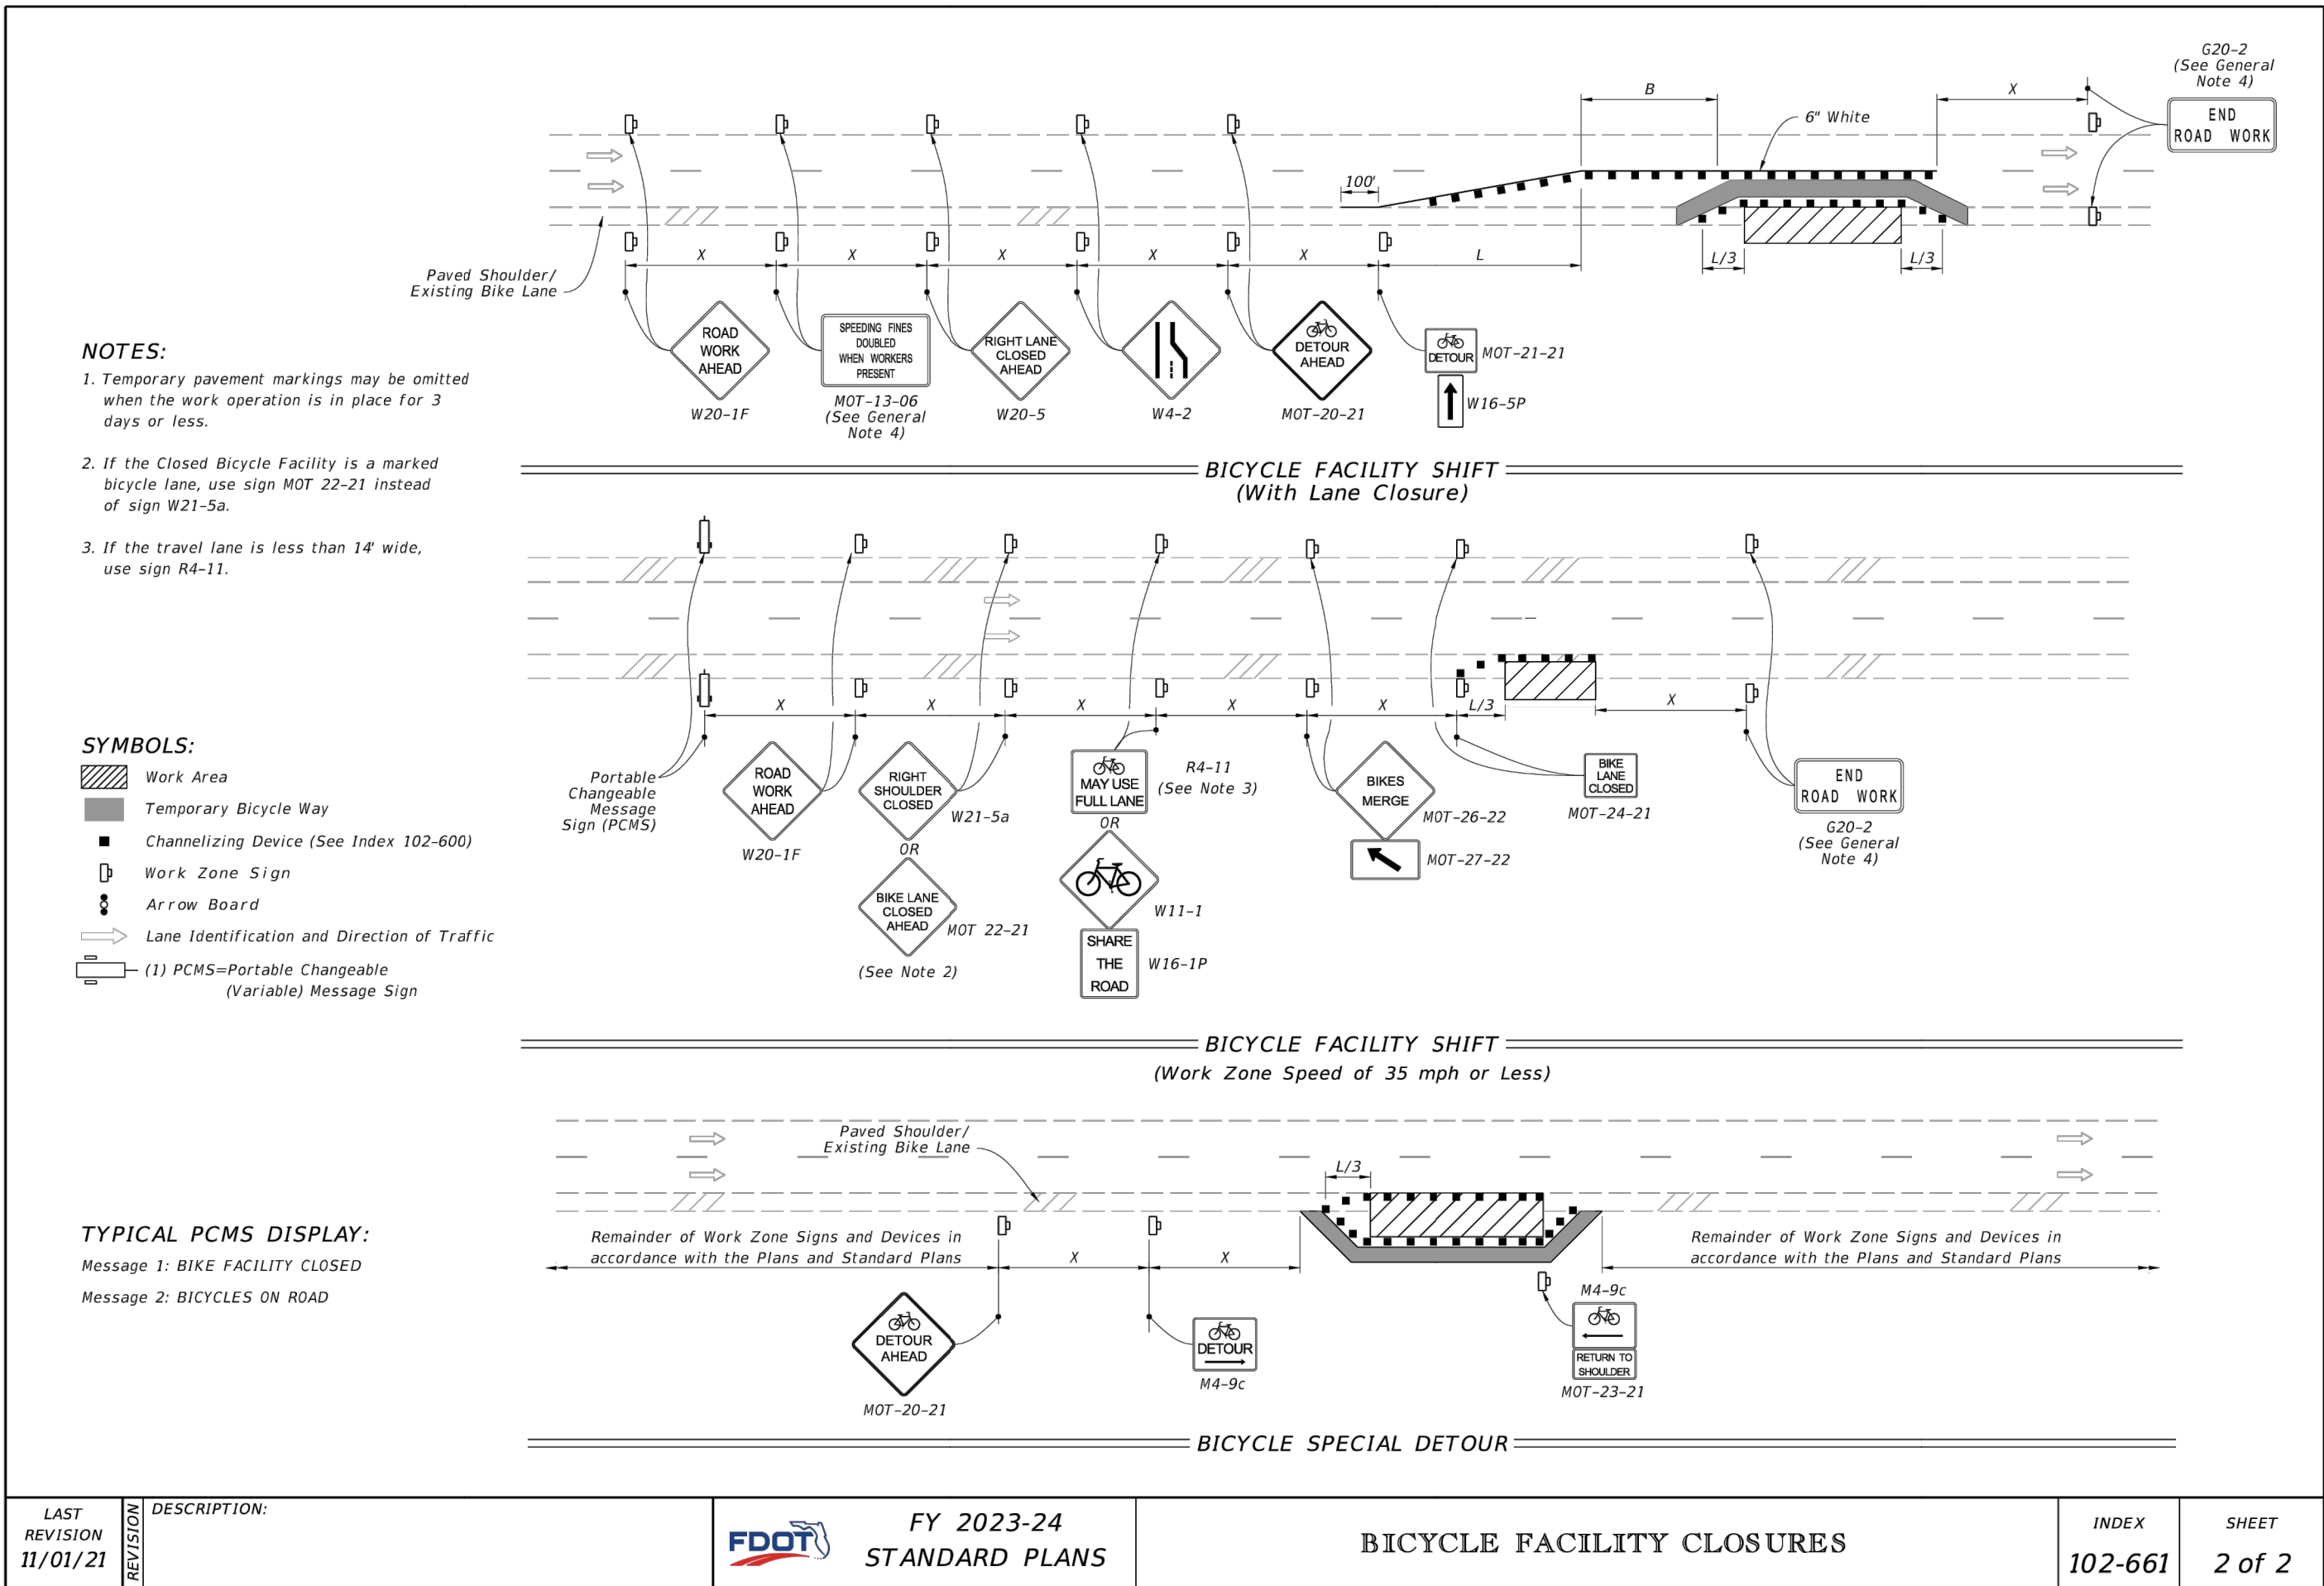 G20-2
(See General
Note 4)
END
ROAD WORK
B
X
6" White
100'
X
X
X
X
X
L
L/3
L/3
Paved Shoulder/
Existing Bike Lane
ROAD
WORK
AHEAD
W20-1F
SPEEDING FINES
DOUBLED
WHEN WORKERS
PRESENT
MOT-13-06
(See General
Note 4)
RIGHT LANE
CLOSED
AHEAD
W20-5
W4-2
DETOUR
AHEAD
MOT-20-21
DETOUR
MOT-21-21
W16-5P
BICYCLE FACILITY SHIFT
(With Lane Closure)
NOTES:
1. Temporary pavement markings may be omitted
when the work operation is in place for 3
days or less.
2. If the Closed Bicycle Facility is a marked
bicycle lane, use sign MOT 22-21 instead
of sign W21-5a.
3. If the travel lane is less than 14' wide,
use sign R4-11.
X
X
X
X
X
L/3
X
Portable
Changeable
Message
Sign (PCMS)
ROAD
WORK
AHEAD
W20-1F
RIGHT
SHOULDER
CLOSED
W21-5a
OR
BIKE LANE
CLOSED
AHEAD
MOT 22-21
(See Note 2)
MAY USE
FULL LANE
R4-11
(See Note 3)
OR
W11-1
SHARE
THE
ROAD
W16-1P
BIKES
MERGE
MOT-26-22
MOT-27-22
BIKE
LANE
CLOSED
MOT-24-21
END
ROAD WORK
G20-2
(See General
Note 4)
BICYCLE FACILITY SHIFT
(Work Zone Speed of 35 mph or Less)
SYMBOLS:
Work Area
Temporary Bicycle Way
Channelizing Device (See Index 102-600)
Work Zone Sign
Arrow Board
Lane Identification and Direction of Traffic
(1) PCMS=Portable Changeable
(Variable) Message Sign
TYPICAL PCMS DISPLAY:
Message 1: BIKE FACILITY CLOSED
Message 2: BICYCLES ON ROAD
Paved Shoulder/
Existing Bike Lane
L/3
Remainder of Work Zone Signs and Devices in
accordance with the Plans and Standard Plans
X
X
Remainder of Work Zone Signs and Devices in
accordance with the Plans and Standard Plans
DETOUR
AHEAD
MOT-20-21
DETOUR
M4-9c
M4-9c
RETURN TO
SHOULDER
MOT-23-21
BICYCLE SPECIAL DETOUR
LAST
REVISION
11/01/21
REVISION
DESCRIPTION:
FDOT
FY 2023-24
STANDARD PLANS
BICYCLE FACILITY CLOSURES
INDEX
102-661
SHEET
2 of 2